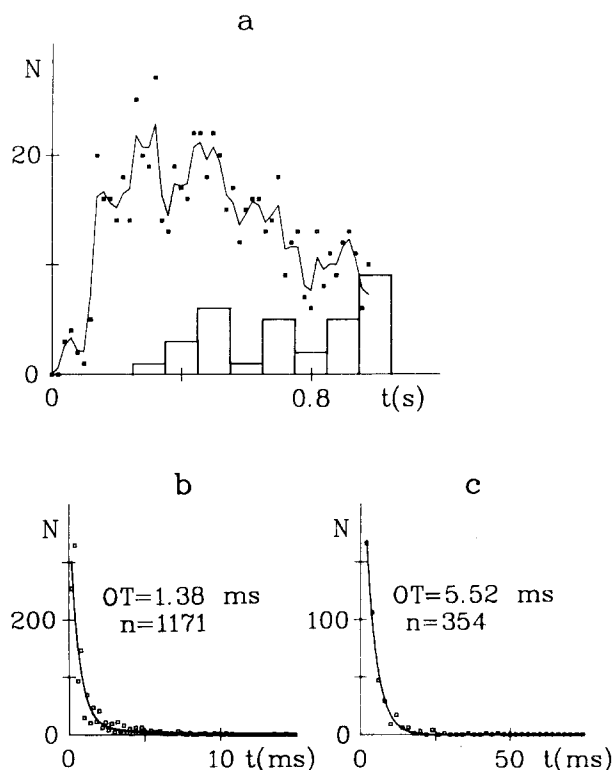 a
N
20
0
0
0.8
t(s)
b
N
OT=1.38 ms
n=1171
200
0
0
10
t(ms)
c
N
OT=5.52 ms
n=354
100
0
0
50
t(ms)